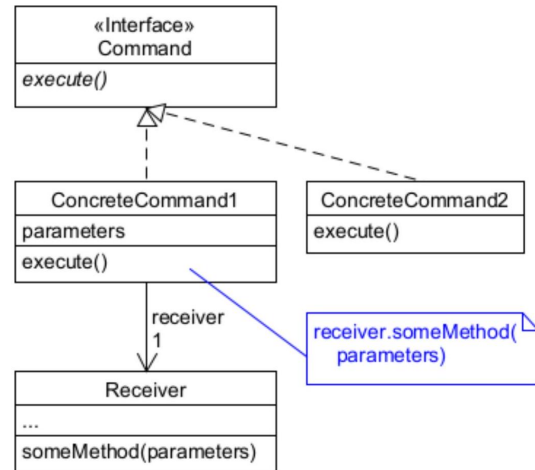 «Interface»
Command
execute()
ConcreteCommand1
parameters
execute()
ConcreteCommand2
execute()
receiver
1
receiver.someMethod(
parameters)
Receiver
...
someMethod(parameters)